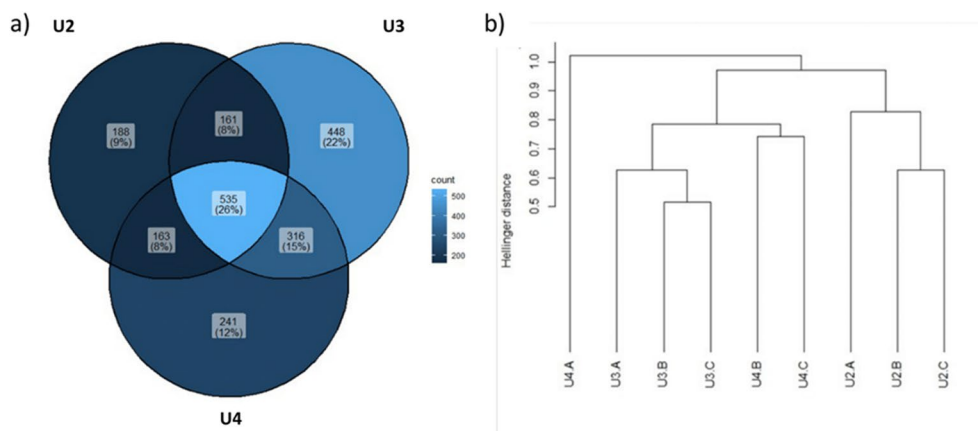 a)
U2
U3
188
(9%)
161
(8%)
448
(22%)
535
(26%)
163
(8%)
316
(15%)
241
(12%)
U4
count
500
400
300
200
b)
Hellinger distance
1.0
0.9
0.8
0.7
0.6
0.5
U4.A
U3.A
U3.B
U3.C
U4.B
U4.C
U2.A
U2.B
U2.C